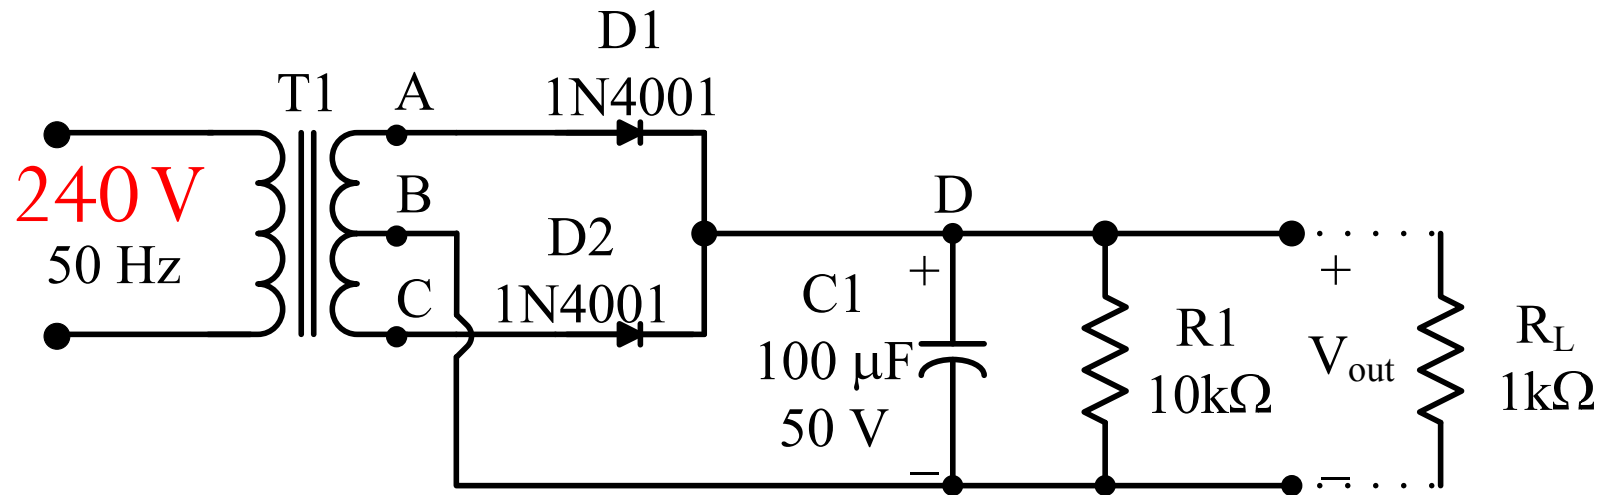 D1
1N4001
T1
A
240 V
50 Hz
B
D2
1N4001
C
D
+
C1
100 μF
50 V
–
R1
10kΩ
+
Vout
–
RL
1kΩ